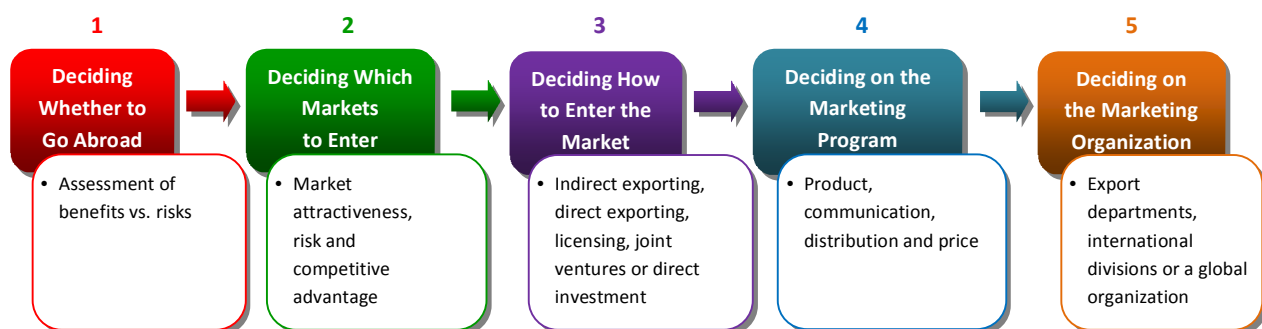 1
Deciding
Whether to
Go Abroad
• Assessment of
benefits vs. risks
2
Deciding Which
Markets
to Enter
• Market
attractiveness,
risk and
competitive
advantage
3
Deciding How
to Enter the
Market
• Indirect exporting,
direct exporting,
licensing, joint
ventures or direct
investment
4
Deciding on the
Marketing
Program
• Product,
communication,
distribution and price
5
Deciding on
the Marketing
Organization
• Export
departments,
international
divisions or a global
organization